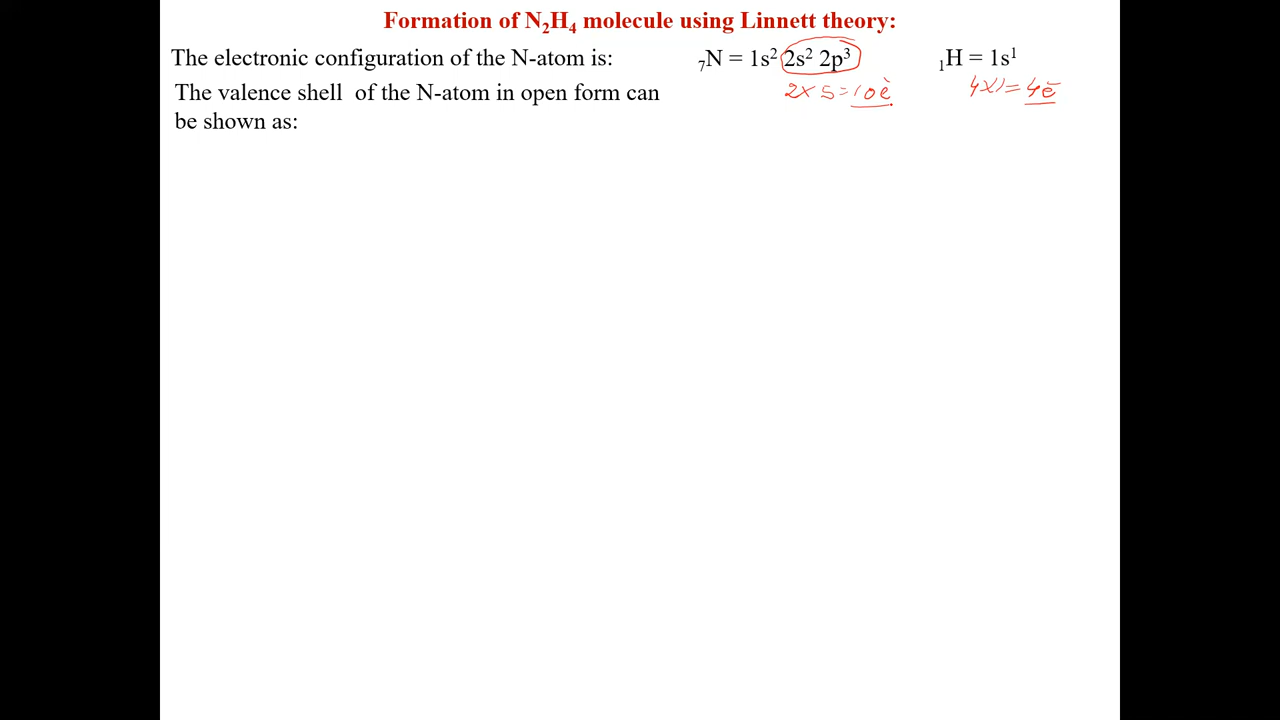 Formation of N₂H₄ molecule using Linnett theory:
The electronic configuration of the N-atom is: ₇N = 1s² 2s² 2p³ ₁H = 1s¹
2×5=10e̅ 4×1=4e̅
The valence shell of the N-atom in open form can
be shown as: